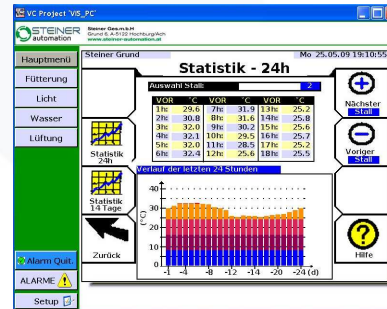 VC Project 'VIS_PC'
STEINER automation
Steiner Ges.m.b.H
Grund 6, A-5122 Hochburg/Ach
www.steiner-automation.at
Hauptmenü
Fütterung
Licht
Wasser
Lüftung
Alarm Quit.
ALARME
Setup
Steiner Grund
Mo 25.05.09 19:10:55
Statistik - 24h
Auswahl Stall: 2
VOR °C VOR °C VOR °C
1h: 29.6 7h: 31.9 13h: 25.2
2h: 30.8 8h: 31.6 14h: 25.8
3h: 32.0 9h: 30.2 15h: 25.6
4h: 32.1 10h: 29.5 16h: 25.7
5h: 32.0 11h: 28.5 17h: 25.2
6h: 32.4 12h: 25.6 18h: 25.5
Statistik
24h
Statistik
14 Tage
Zurück
Nächster
Stall
Voriger
Stall
Hilfe
Verlauf der letzten 24 Stunden
(°C)
40
30
20
10
0
-1 -4 -8 -12 -14 -20 -24 (d)